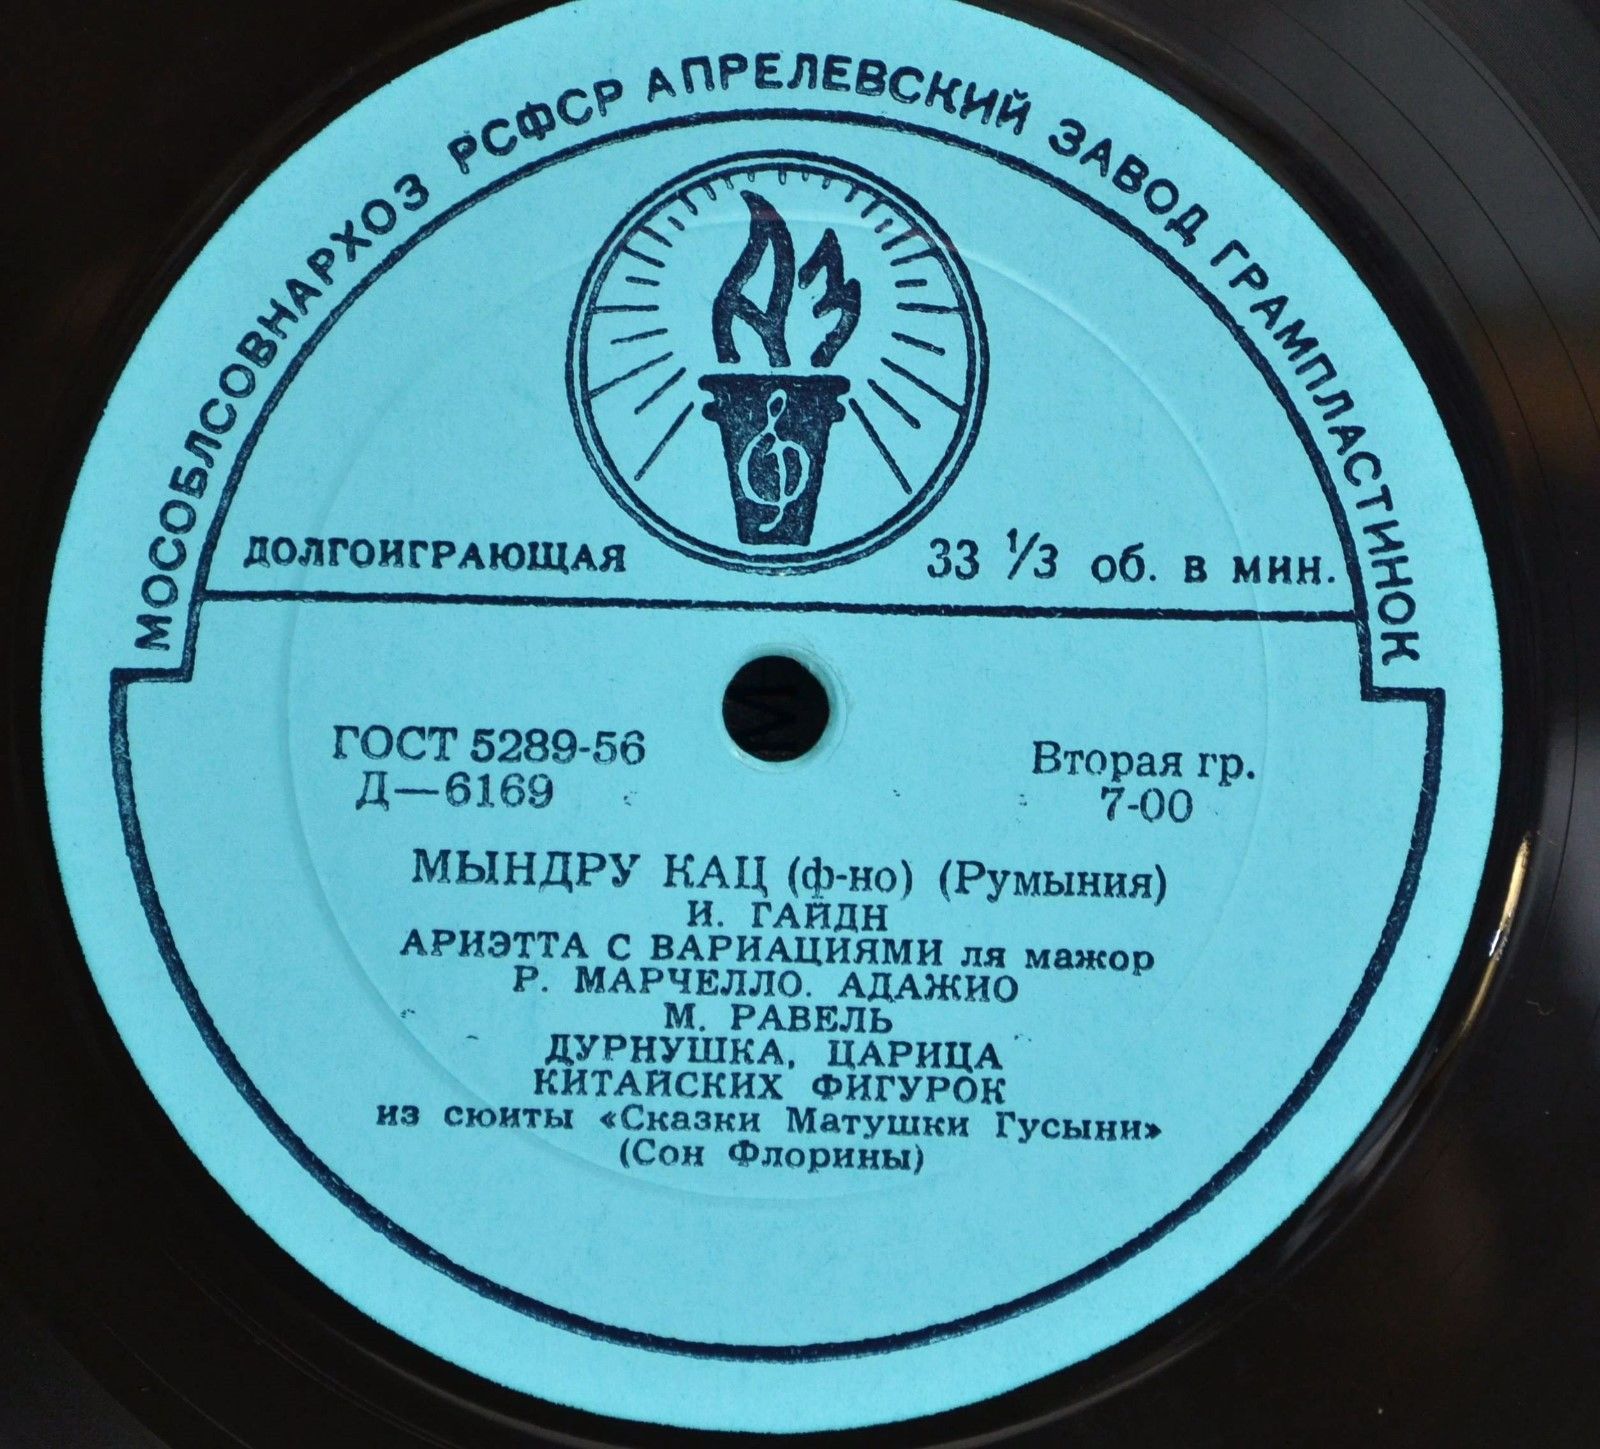 МОСОБЛСОВНАРХОЗ РСФСР АПРЕЛЕВСКИЙ ЗАВОД ГРАМПЛАСТИНОК
АЗ
ДОЛГОИГРАЮЩАЯ 33 1/3 об. в мин.
ГОСТ 5289-56 Вторая гр.
Д—6169 7-00
МЫНДРУ КАЦ (ф-но) (Румыния)
И. ГАЙДН
АРИЭТТА С ВАРИАЦИЯМИ ля мажор
Р. МАРЧЕЛЛО. АДАЖИО
М. РАВЕЛЬ
ДУРНУШКА, ЦАРИЦА
КИТАЙСКИХ ФИГУРОК
из сюиты «Сказки Матушки Гусыни»
(Сон Флорины)